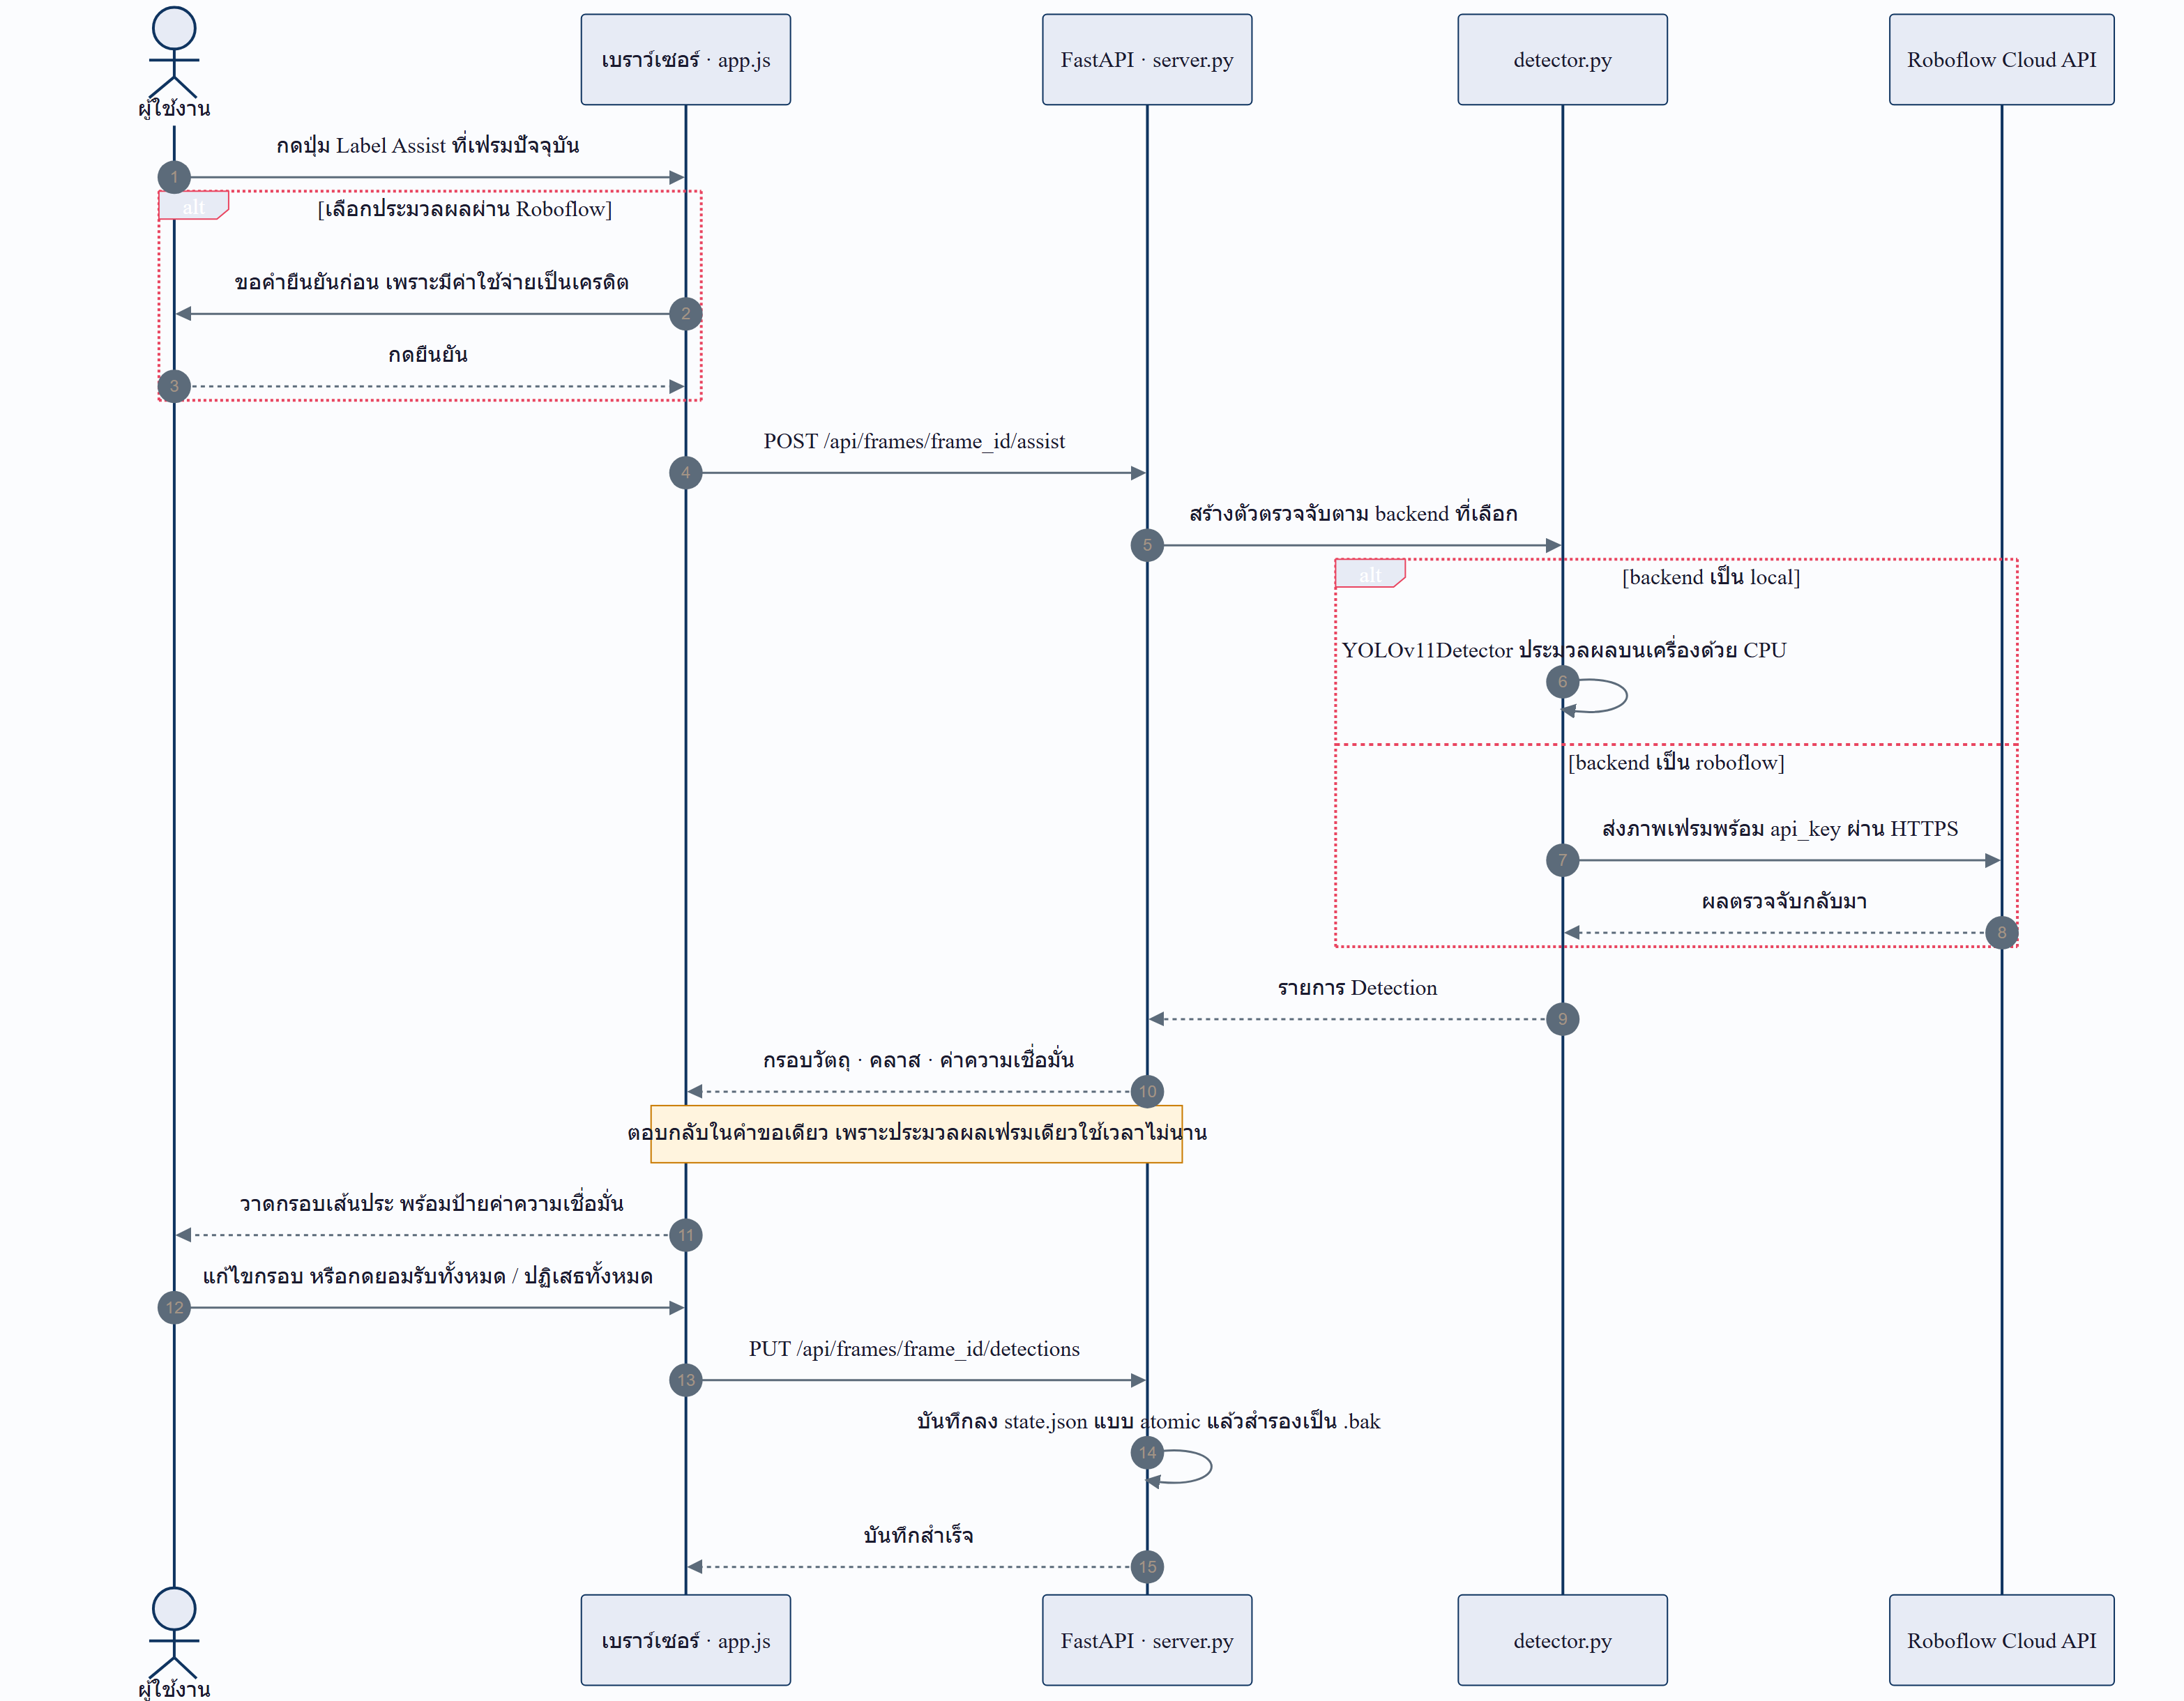 เบราว์เซอร์ · app.js
FastAPI · server.py
detector.py
Roboflow Cloud API
ผู้ใช้งาน
กดปุ่ม Label Assist ที่เฟรมปัจจุบัน
1
alt
[เลือกประมวลผลผ่าน Roboflow]
ขอคำยืนยันก่อน เพราะมีค่าใช้จ่ายเป็นเครดิต
2
กดยืนยัน
3
POST /api/frames/frame_id/assist
4
สร้างตัวตรวจจับตาม backend ที่เลือก
5
alt
[backend เป็น local]
YOLOv11Detector ประมวลผลบนเครื่องด้วย CPU
6
[backend เป็น roboflow]
ส่งภาพเฟรมพร้อม api_key ผ่าน HTTPS
7
ผลตรวจจับกลับมา
8
รายการ Detection
9
กรอบวัตถุ · คลาส · ค่าความเชื่อมั่น
10
ตอบกลับในคำขอเดียว เพราะประมวลผลเฟรมเดียวใช้เวลาไม่นาน
วาดกรอบเส้นประ พร้อมป้ายค่าความเชื่อมั่น
11
แก้ไขกรอบ หรือกดยอมรับทั้งหมด / ปฏิเสธทั้งหมด
12
PUT /api/frames/frame_id/detections
13
บันทึกลง state.json แบบ atomic แล้วสำรองเป็น .bak
14
บันทึกสำเร็จ
15
เบราว์เซอร์ · app.js
FastAPI · server.py
detector.py
Roboflow Cloud API
ผู้ใช้งาน